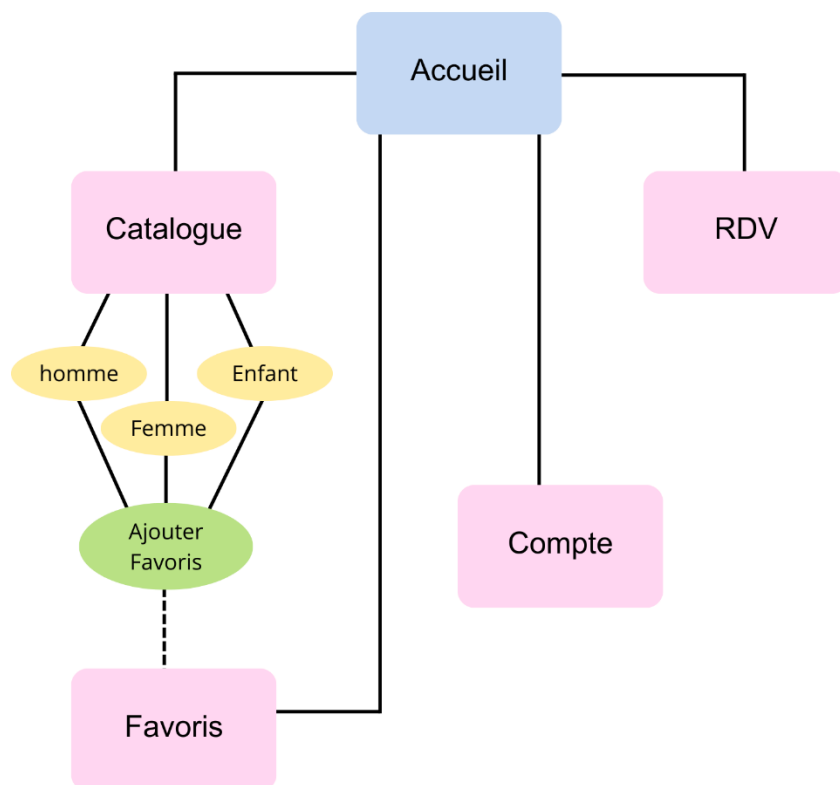 Accueil
Catalogue
RDV
homme
Enfant
Femme
Ajouter
Favoris
Compte
Favoris